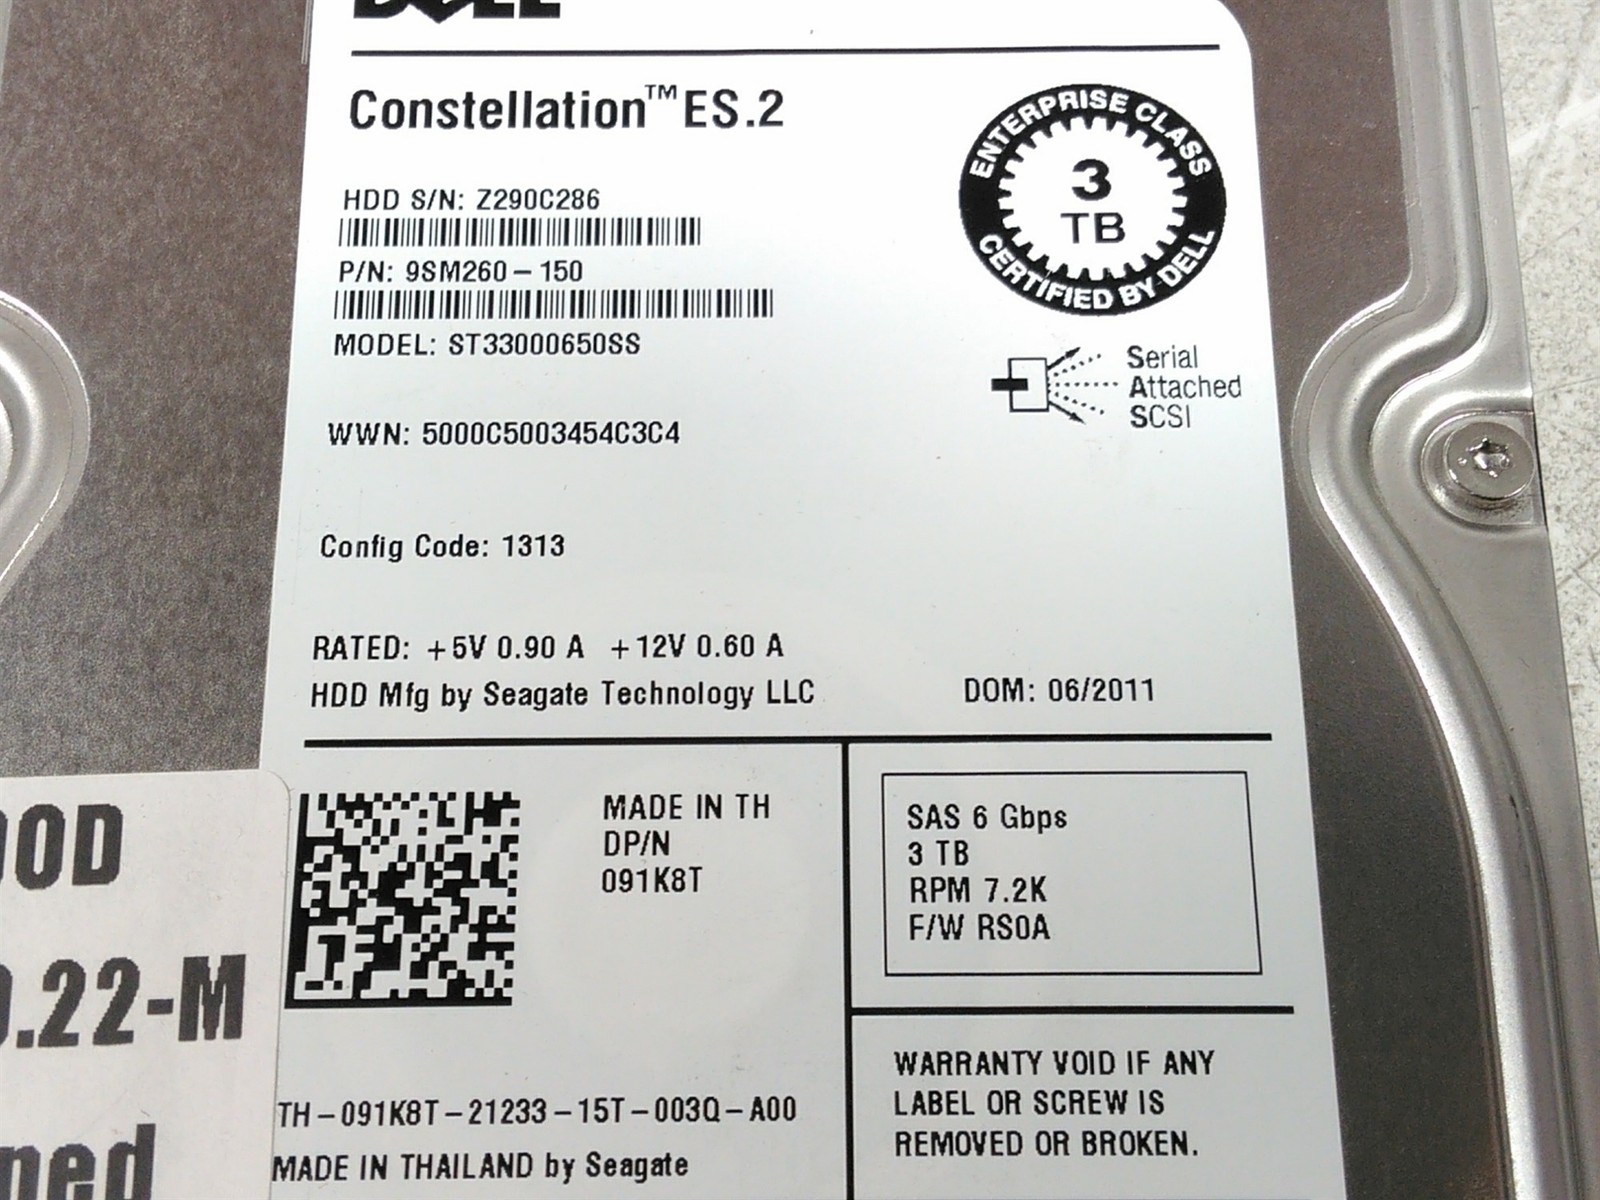 DELL
Constellation™ ES.2
ENTERPRISE CLASS
3
TB
CERTIFIED BY DELL
HDD S/N: Z290C286
P/N: 9SM260-150
MODEL: ST33000650SS
Serial
Attached
SCSI
WWN: 5000C5003454C3C4
Config Code: 1313
RATED: +5V 0.90 A +12V 0.60 A
HDD Mfg by Seagate Technology LLC
DOM: 06/2011
MADE IN TH
DP/N
091K8T
SAS 6 Gbps
3 TB
RPM 7.2K
F/W RS0A
TH-091K8T-21233-15T-003Q-A00
MADE IN THAILAND by Seagate
WARRANTY VOID IF ANY
LABEL OR SCREW IS
REMOVED OR BROKEN.
.22-M